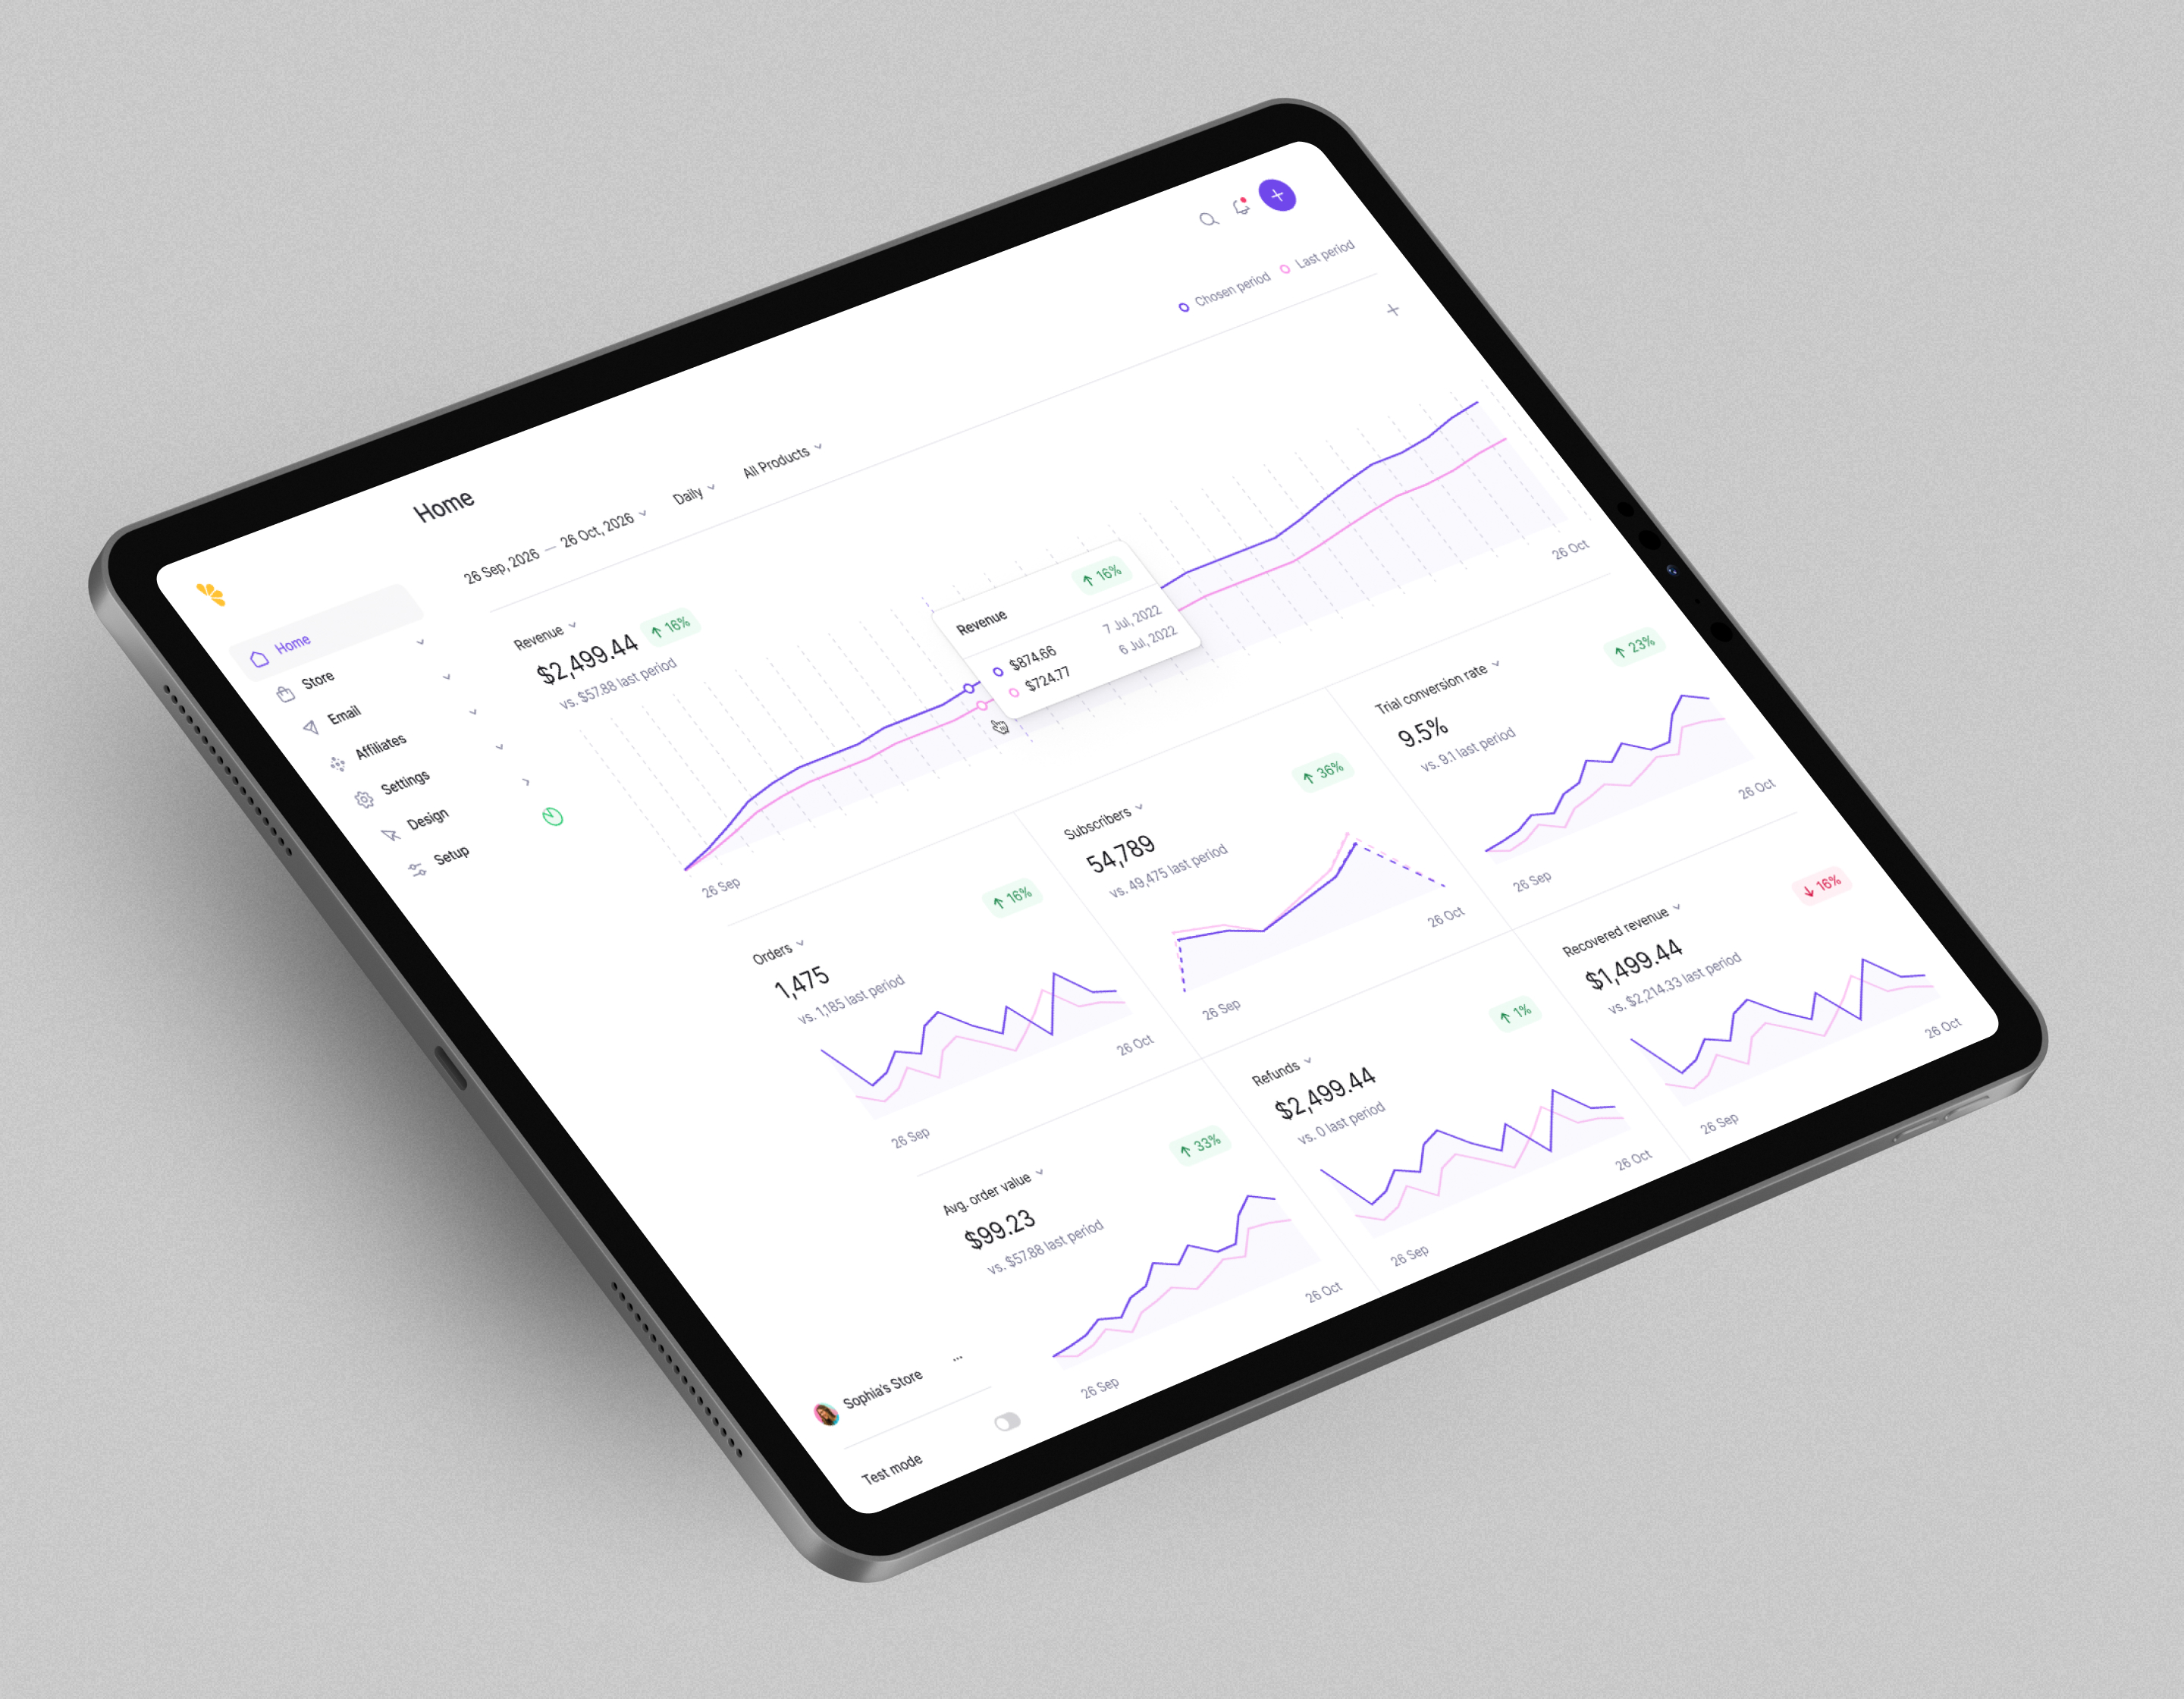 Home
Store
Email
Affiliates
Settings
Design
Setup
Sophia's Store
...
Test mode
Home
26 Sep, 2026 — 26 Oct, 2026
Daily
All Products
Chosen period
Last period
Revenue
$2,499.44
16%
vs. $57.88 last period
Revenue
16%
$874.66
7 Jul, 2022
$724.77
6 Jul, 2022
26 Sep
26 Oct
Orders
16%
1,475
vs. 1,185 last period
26 Sep
26 Oct
Subscribers
36%
54,789
vs. 49,475 last period
26 Sep
26 Oct
Trial conversion rate
23%
9.5%
vs. 9.1 last period
26 Sep
26 Oct
Avg. order value
33%
$99.23
vs. $57.88 last period
26 Sep
26 Oct
Refunds
1%
$2,499.44
vs. 0 last period
26 Sep
26 Oct
Recovered revenue
16%
$1,499.44
vs. $2,214.33 last period
26 Sep
26 Oct